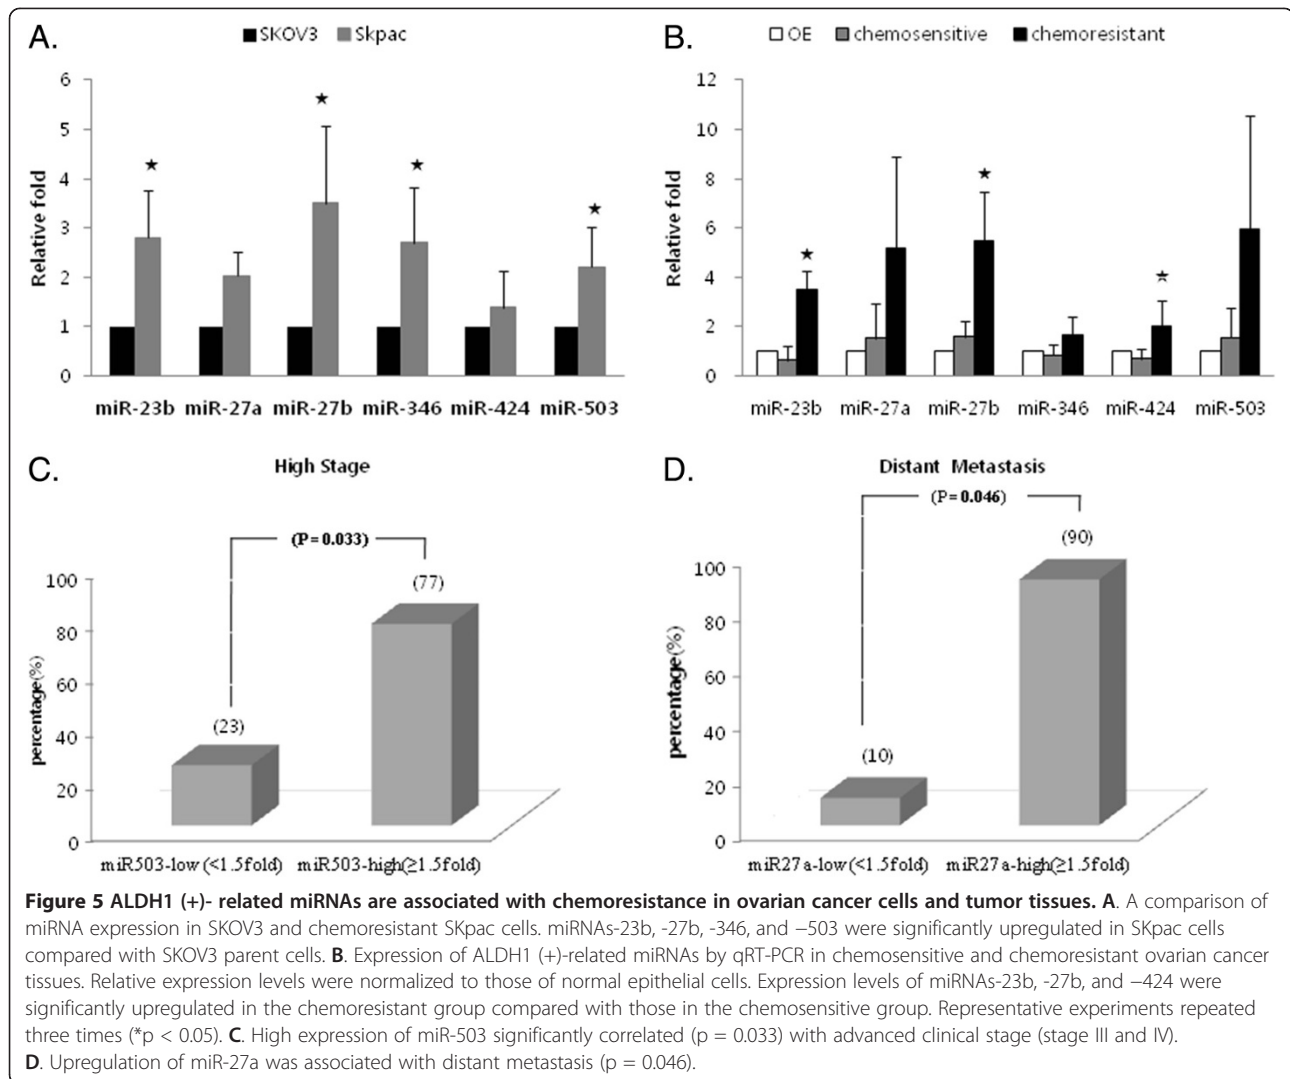 A.
SKOV3 Skpac
Relative fold
6
5
4
3
2
1
0
★ ★ ★ ★
miR-23b miR-27a miR-27b miR-346 miR-424 miR-503
B.
OE chemosensitive chemoresistant
Relative fold
12
10
8
6
4
2
0
★ ★ ★
miR-23b miR-27a miR-27b miR-346 miR-424 miR-503
C.
High Stage
(P=0.033)
percentage(%)
100
80
60
40
20
0
(23)
(77)
miR503-low (<1.5fold) miR503-high(≥1.5fold)
D.
Distant Metastasis
(P=0.046)
percentage(%)
100
80
60
40
20
0
(10)
(90)
miR27a-low(<1.5fold) miR27a-high(≥1.5fold)
Figure 5 ALDH1 (+)- related miRNAs are associated with chemoresistance in ovarian cancer cells and tumor tissues. A. A comparison of
miRNA expression in SKOV3 and chemoresistant SKpac cells. miRNAs-23b, -27b, -346, and −503 were significantly upregulated in SKpac cells
compared with SKOV3 parent cells. B. Expression of ALDH1 (+)-related miRNAs by qRT-PCR in chemosensitive and chemoresistant ovarian cancer
tissues. Relative expression levels were normalized to those of normal epithelial cells. Expression levels of miRNAs-23b, -27b, and −424 were
significantly upregulated in the chemoresistant group compared with those in the chemosensitive group. Representative experiments repeated
three times (*p < 0.05). C. High expression of miR-503 significantly correlated (p = 0.033) with advanced clinical stage (stage III and IV).
D. Upregulation of miR-27a was associated with distant metastasis (p = 0.046).